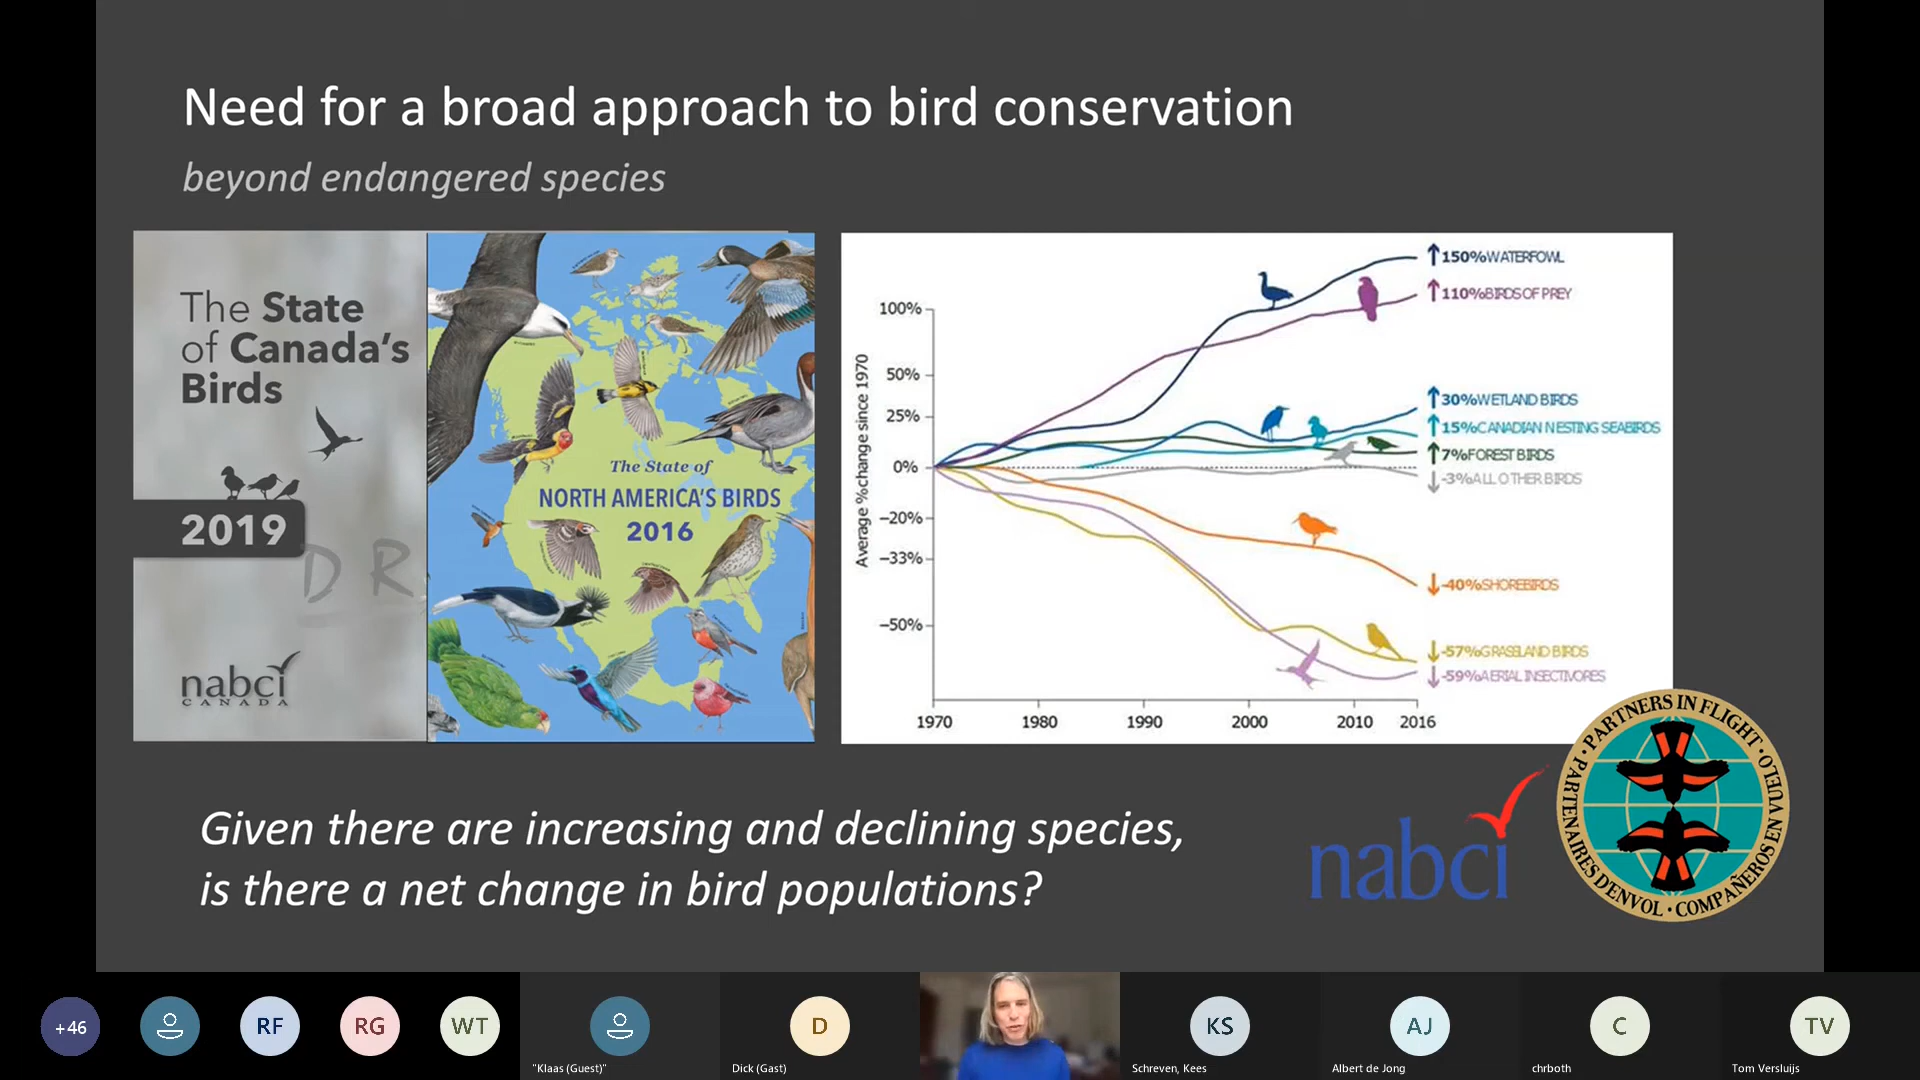 Need for a broad approach to bird conservation
beyond endangered species
The State
of Canada's
Birds
2019
D R
nabci
CANADA
The State of
NORTH AMERICA'S BIRDS
2016
Average %change since 1970
100%
50%
25%
0%
−20%
−33%
−50%
1970
1980
1990
2000
2010
2016
150%WATERFOWL
110%BIRDS OF PREY
30%WETLAND BIRDS
15%CANADIAN NESTING SEABIRDS
7%FOREST BIRDS
-3%ALL OTHER BIRDS
-40%SHOREBIRDS
-57%GRASSLAND BIRDS
-59%AERIAL INSECTIVORES
Given there are increasing and declining species,
is there a net change in bird populations?
nabci
· PARTNERS IN FLIGHT ·
PARTENAIRES D'ENVOL · COMPAÑEROS EN VUELO
+46
RF
RG
WT
"Klaas (Guest)"
D
Dick (Gast)
KS
Schreven, Kees
AJ
Albert de Jong
C
chrboth
TV
Tom Versluijs